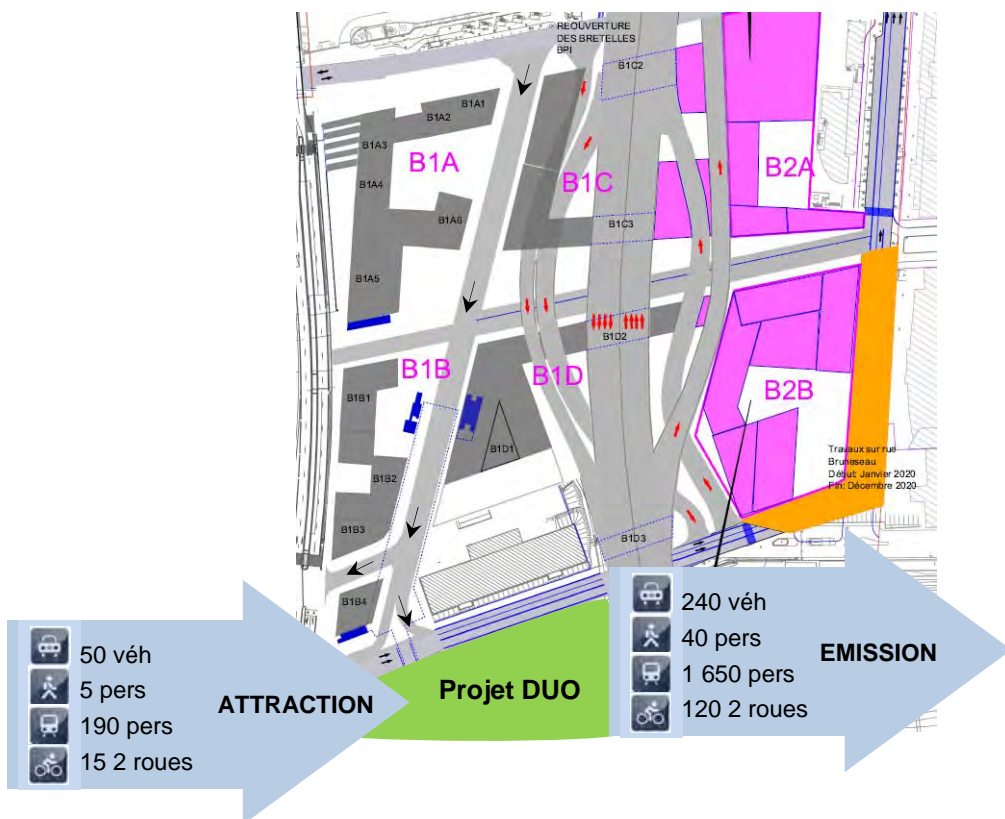 REOUVERTURE
DES BRETELLES
BPI
B1C2
B1A1
B1A2
B1A3
B1A
B1A4
B1C
B2A
B1A6
B1C3
B1A5
B1D2
B1B
B1D
B2B
B1B1
B1D1
B1B2
Travaux sur rue
Bruneseau
Début: Janvier 2020
Fin: Décembre 2020
B1B3
B1D3
B1B4
50 véh
5 pers
190 pers
15 2 roues
ATTRACTION
Projet DUO
240 véh
40 pers
1 650 pers
120 2 roues
EMISSION